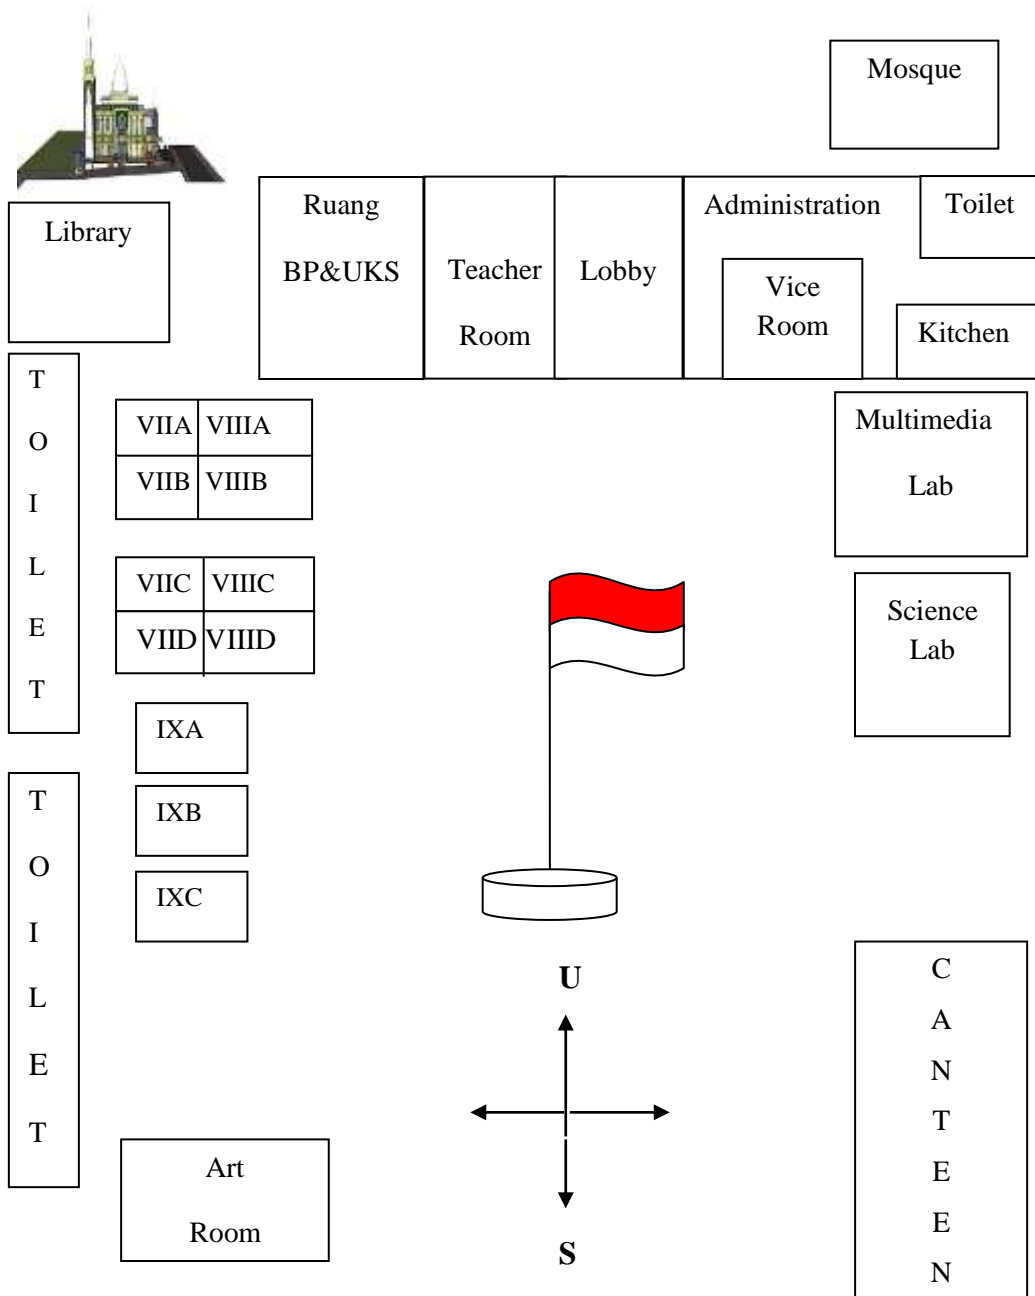 Mosque
Library
Ruang
BP&UKS
Teacher
Room
Lobby
Administration
Vice
Room
Toilet
Kitchen
T
O
I
L
E
T
VIIA VIIIA
VIIB VIIIB
VIIC VIIIC
VIID VIIID
IXA
IXB
IXC
Multimedia
Lab
Science
Lab
T
O
I
L
E
T
Art
Room
U
S
C
A
N
T
E
E
N